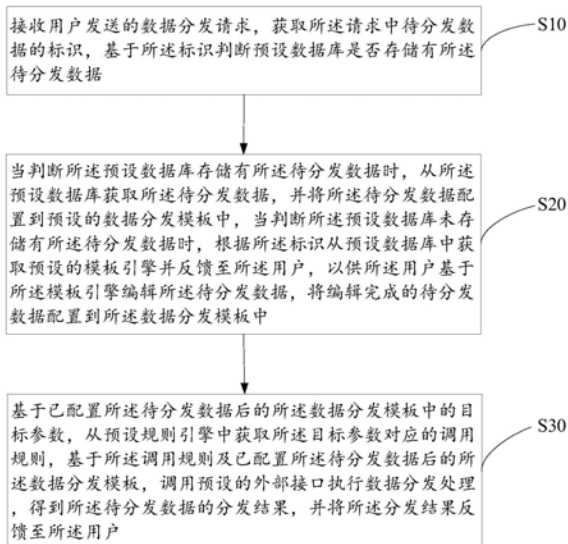 接收用户发送的数据分发请求，获取所述请求中待分发数
据的标识，基于所述标识判断预设数据库是否存储有所述
待分发数据
S10
当判断所述预设数据库存储有所述待分发数据时，从所述
预设数据库获取所述待分发数据，并将所述待分发数据配置
到预设的数据分发模板中，当判断所述预设数据库未存
储有所述待分发数据时，根据所述标识从预设数据库中获
取预设的模板引擎并反馈至所述用户，以供所述用户基于
所述模板引擎编辑所述待分发数据，将编辑完成的待分发
数据配置到所述数据分发模板中
S20
基于已配置所述待分发数据后的所述数据分发模板中的目
标参数，从预设规则引擎中获取所述目标参数对应的调用
规则，基于所述调用规则及已配置所述待分发数据后的所
述数据分发模板，调用预设的外部接口执行数据分发处理
，得到所述待分发数据的分发结果，并将所述分发结果反
馈至所述用户
S30